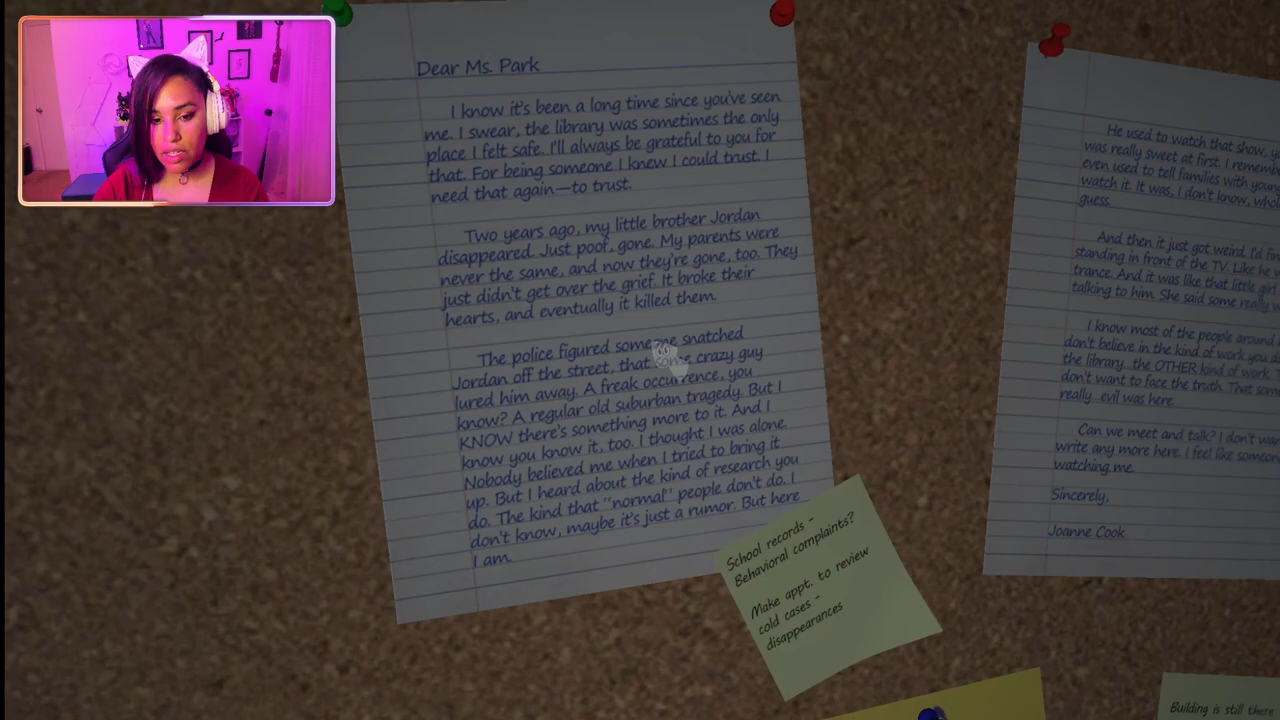 Dear Ms. Park
I know it's been a long time since you've seen
me. I swear, the library was sometimes the only
place I felt safe. I'll always be grateful to you for
that. For being someone I knew I could trust. I
need that again—to trust.
Two years ago, my little brother Jordan
disappeared. Just poof, gone. My parents were
never the same, and now they're gone, too. They
just didn't get over the grief. It broke their
hearts, and eventually it killed them.
The police figured someone snatched
Jordan off the street, that some crazy guy
lured him away. A freak occurrence, you
know? A regular old suburban tragedy. But I
KNOW there's something more to it. And I
know you know it, too. I thought I was alone.
Nobody believed me when I tried to bring it
up. But I heard about the kind of research you
do. The kind that "normal" people don't do. I
don't know, maybe it's just a rumor. But here
I am.
School records -
Behavioral complaints?
Make appt. to review
cold cases -
disappearances
He used to watch that show,
was really sweet at first. I
even used to tell families with
watch it. It was, I don't know,
guess.
And then it just got weird. I'd
standing in front of the TV. Like he
trance. And it was like that little girl
talking to him. She said some really
I know most of the people around
don't believe in the kind of work you
the library...the OTHER kind of work.
don't want to face the truth. That
really...evil was here.
Can we meet and talk? I don't
write any more here. I feel like
watching me.
Sincerely,
Joanne Cook
Building is still